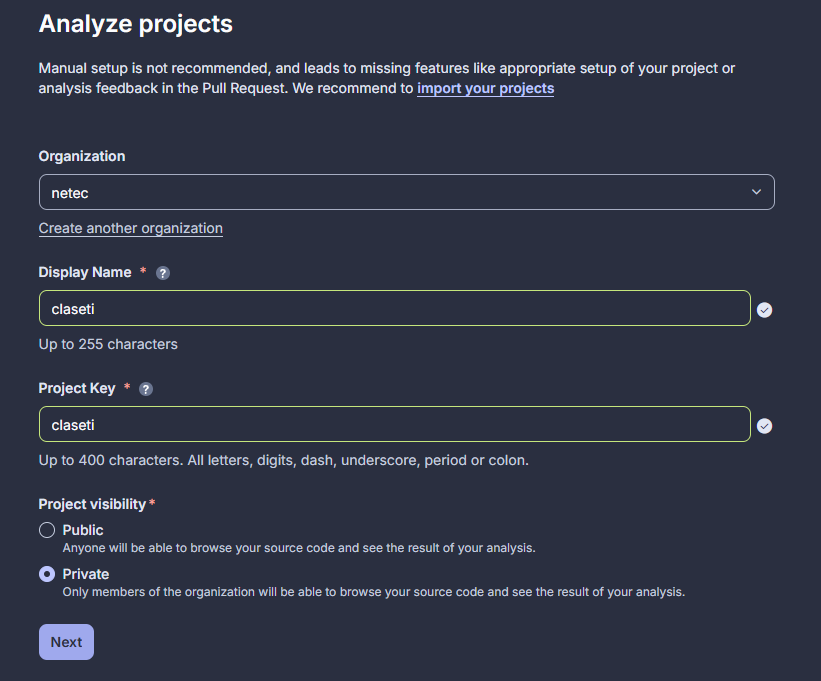 Analyze projects
Manual setup is not recommended, and leads to missing features like appropriate setup of your project or
analysis feedback in the Pull Request. We recommend to import your projects
Organization
netec
Create another organization
Display Name * ?
claseti
Up to 255 characters
Project Key * ?
claseti
Up to 400 characters. All letters, digits, dash, underscore, period or colon.
Project visibility *
Public
Anyone will be able to browse your source code and see the result of your analysis.
Private
Only members of the organization will be able to browse your source code and see the result of your analysis.
Next